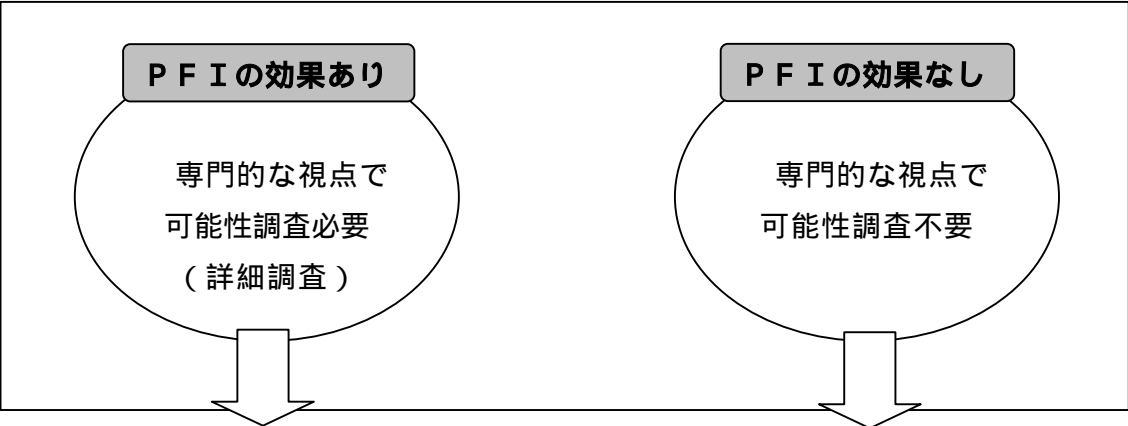 ＰＦＩの効果あり
専門的な視点で
可能性調査必要
（詳細調査）
ＰＦＩの効果なし
専門的な視点で
可能性調査不要